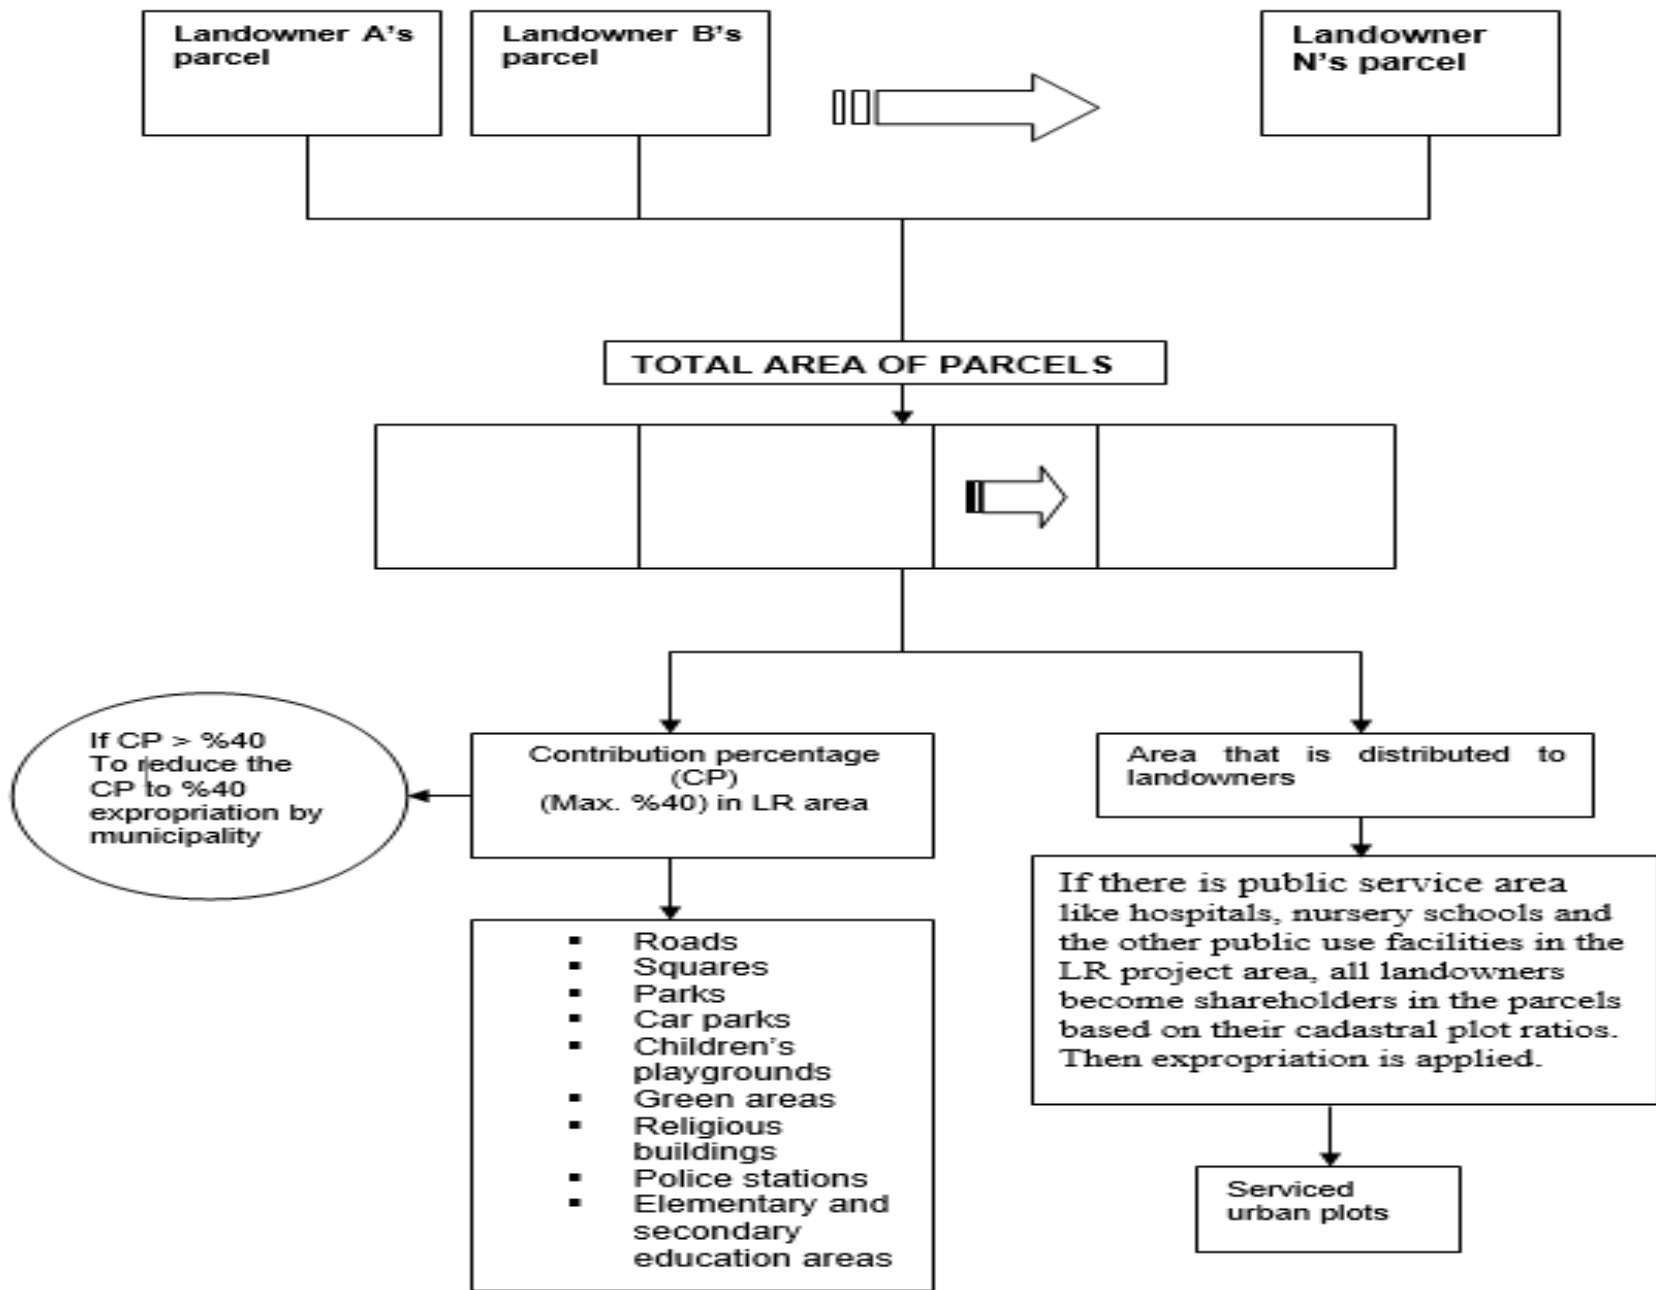 Landowner A's
parcel
Landowner B's
parcel
Landowner
N's parcel
TOTAL AREA OF PARCELS
If CP > %40
To reduce the
CP to %40
expropriation by
municipality
Contribution percentage
(CP)
(Max. %40) in LR area
Area that is distributed to
landowners
▪ Roads
▪ Squares
▪ Parks
▪ Car parks
▪ Children's
playgrounds
▪ Green areas
▪ Religious
buildings
▪ Police stations
▪ Elementary and
secondary
education areas
If there is public service area
like hospitals, nursery schools and
the other public use facilities in the
LR project area, all landowners
become shareholders in the parcels
based on their cadastral plot ratios.
Then expropriation is applied.
Serviced
urban plots